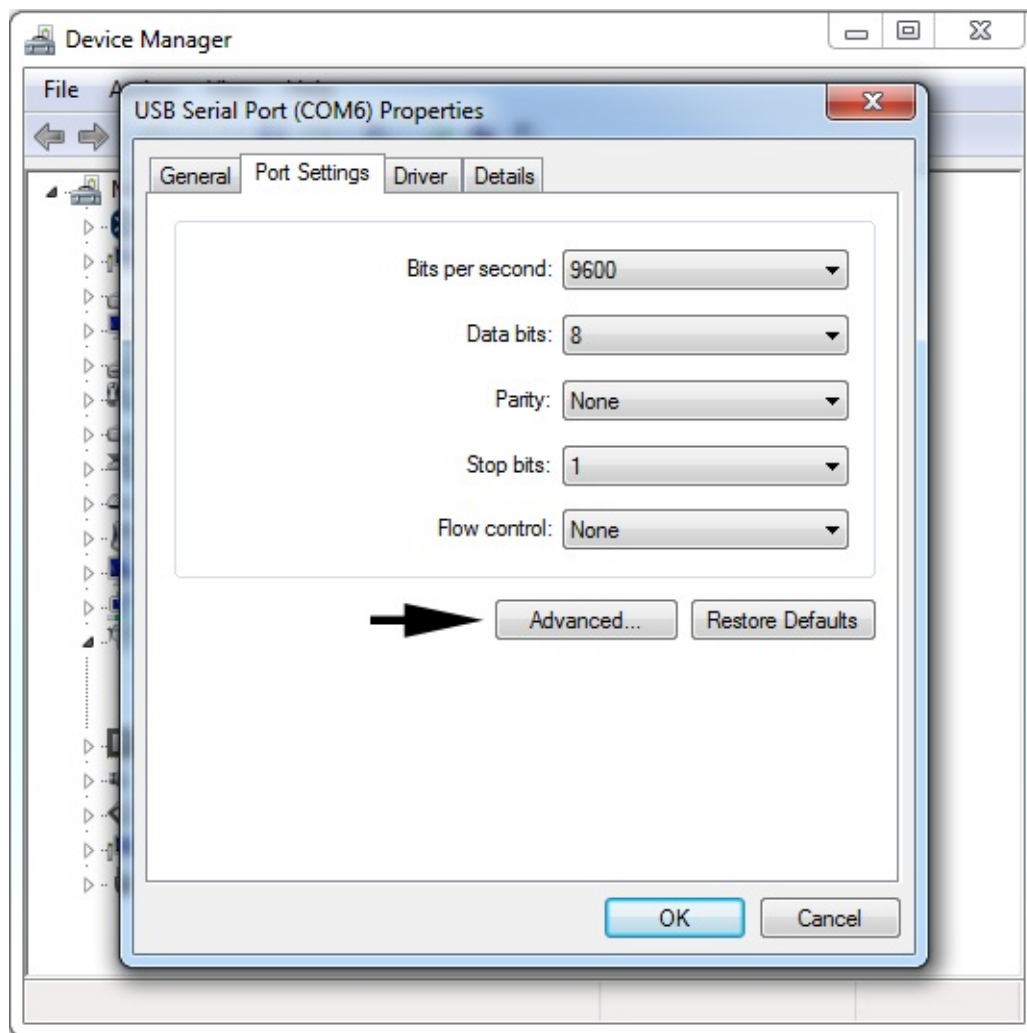 Device Manager
File
USB Serial Port (COM6) Properties
General Port Settings Driver Details
Bits per second: 9600
Data bits: 8
Parity: None
Stop bits: 1
Flow control: None
Advanced... Restore Defaults
OK Cancel